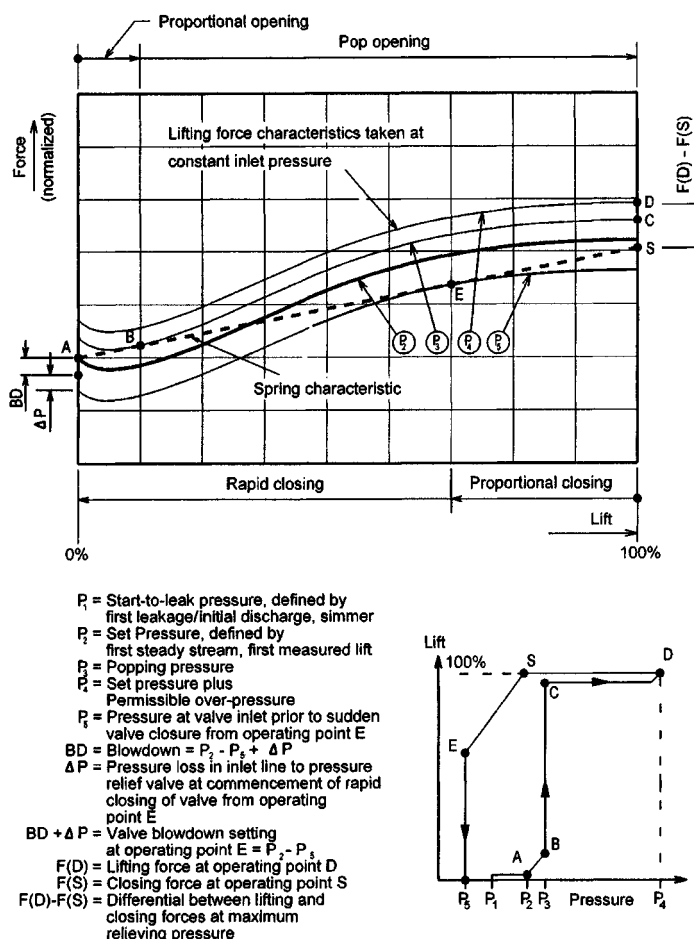 Proportional opening
Pop opening
Force
(normalized)
Lifting force characteristics taken at
constant inlet pressure
F(D) - F(S)
D
C
S
E
B
A
P2
P3
P4
P5
Spring characteristic
BD
ΔP
Rapid closing
Proportional closing
Lift
0%
100%
P1 = Start-to-leak pressure, defined by
first leakage/initial discharge, simmer
P2 = Set Pressure, defined by
first steady stream, first measured lift
P3 = Popping pressure
P4 = Set pressure plus
Permissible over-pressure
P5 = Pressure at valve inlet prior to sudden
valve closure from operating point E
BD = Blowdown = P2 - P5 + ΔP
ΔP = Pressure loss in inlet line to pressure
relief valve at commencement of rapid
closing of valve from operating
point E
BD + ΔP = Valve blowdown setting
at operating point E = P2 - P5
F(D) = Lifting force at operating point D
F(S) = Closing force at operating point S
F(D)-F(S) = Differential between lifting and
closing forces at maximum
relieving pressure
Lift
100%
S
D
C
E
A
B
P5
P1
P2
P3
Pressure
P4